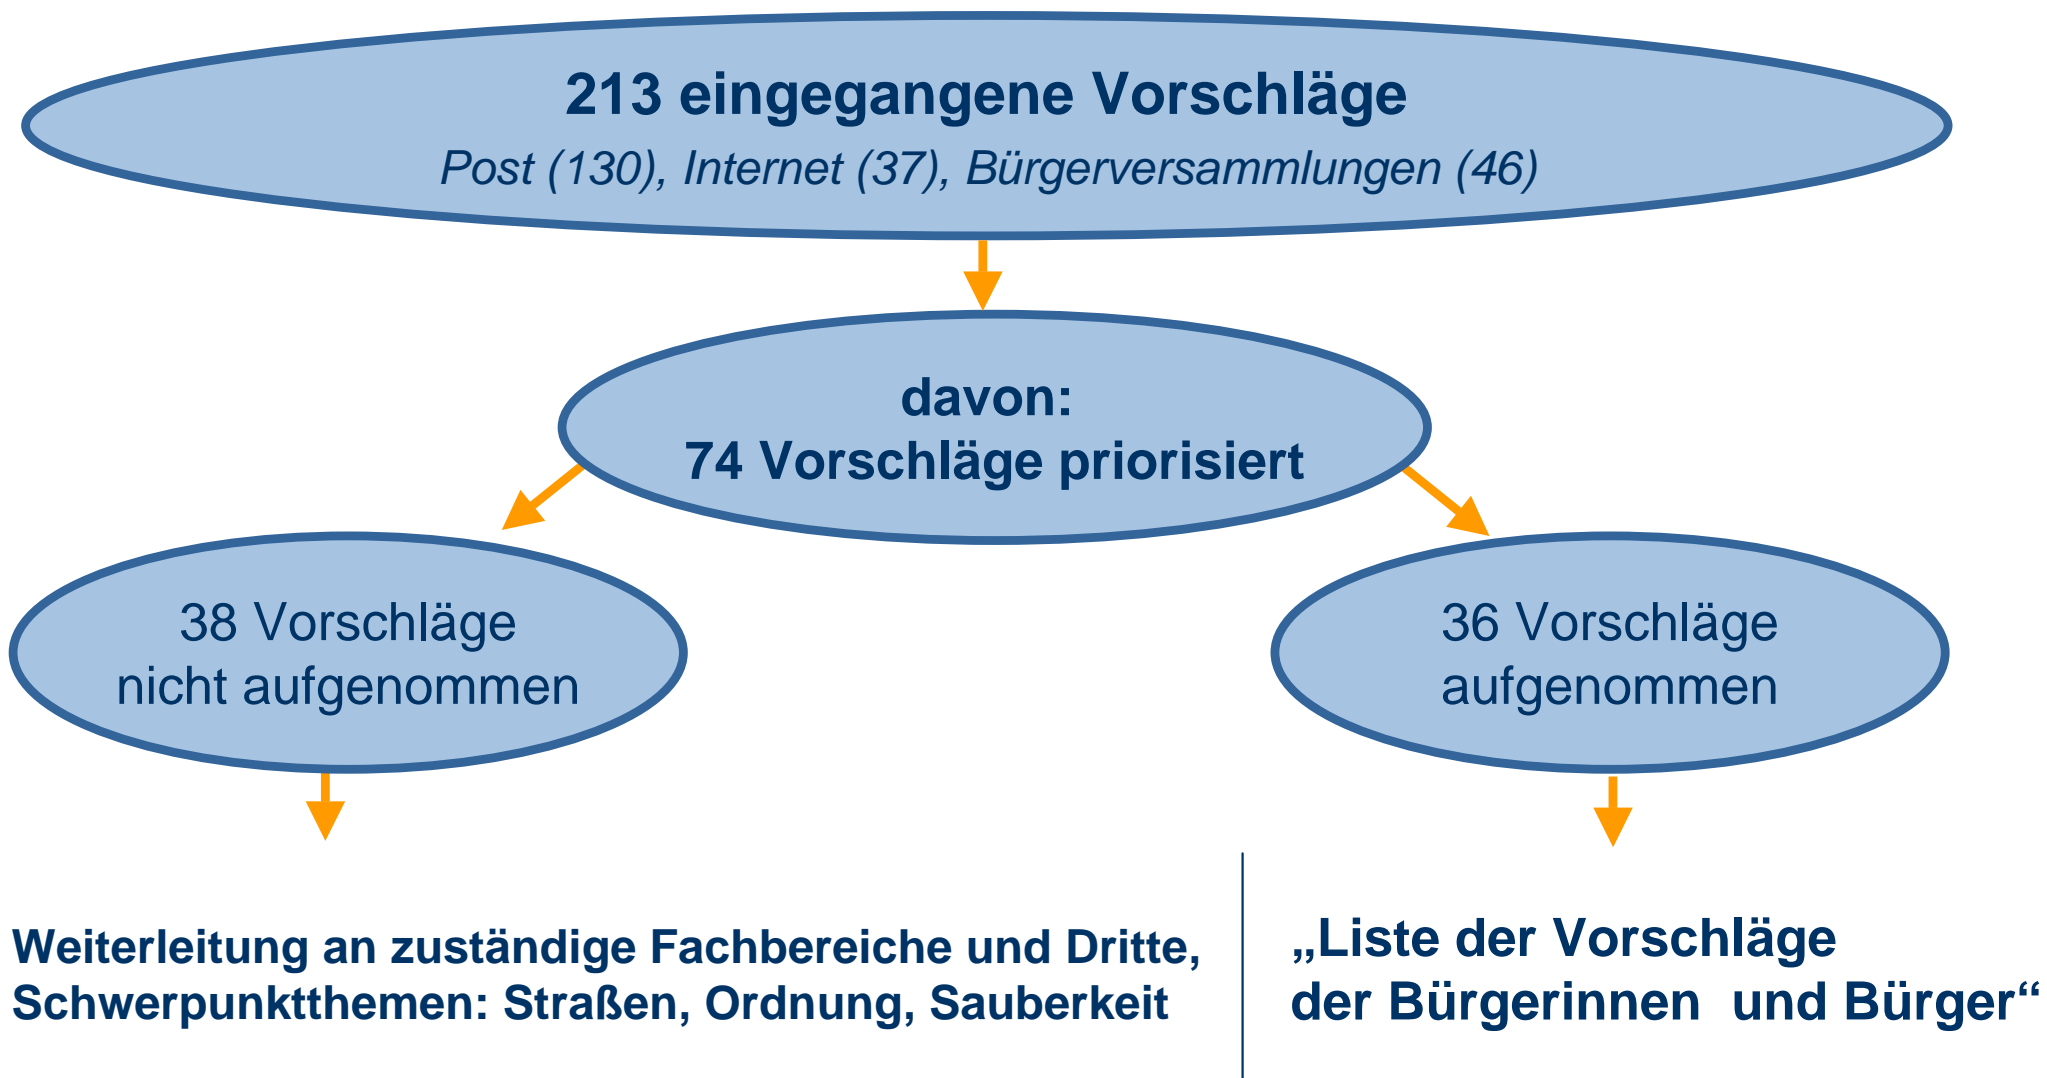 213 eingegangene Vorschläge
Post (130), Internet (37), Bürgerversammlungen (46)
davon:
74 Vorschläge priorisiert
38 Vorschläge
nicht aufgenommen
36 Vorschläge
aufgenommen
Weiterleitung an zuständige Fachbereiche und Dritte,
Schwerpunktthemen: Straßen, Ordnung, Sauberkeit
„Liste der Vorschläge
der Bürgerinnen  und Bürger“